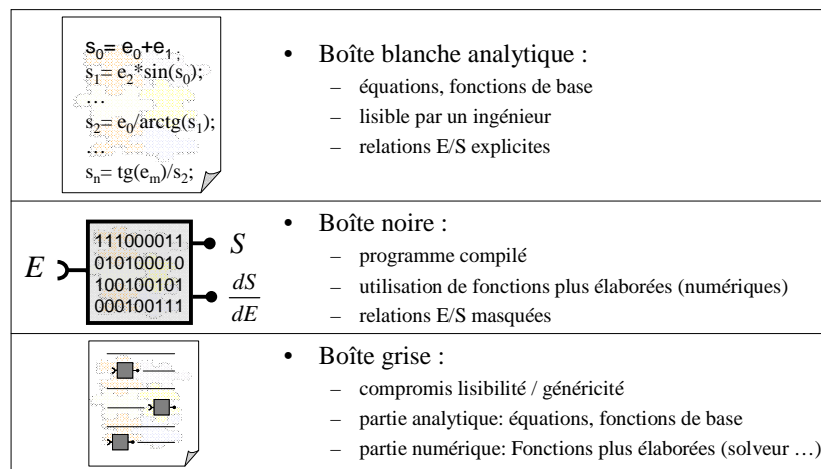 s0= e0+e1 ;
s1= e2*sin(s0);
…
s2= e0/arctg(s1);
…
sn= tg(em)/s2;
• Boîte blanche analytique :
– équations, fonctions de base
– lisible par un ingénieur
– relations E/S explicites
E
111000011
010100010
100100101
000100111
S
dS
dE
• Boîte noire :
– programme compilé
– utilisation de fonctions plus élaborées (numériques)
– relations E/S masquées
• Boîte grise :
– compromis lisibilité / généricité
– partie analytique: équations, fonctions de base
– partie numérique: Fonctions plus élaborées (solveur …)